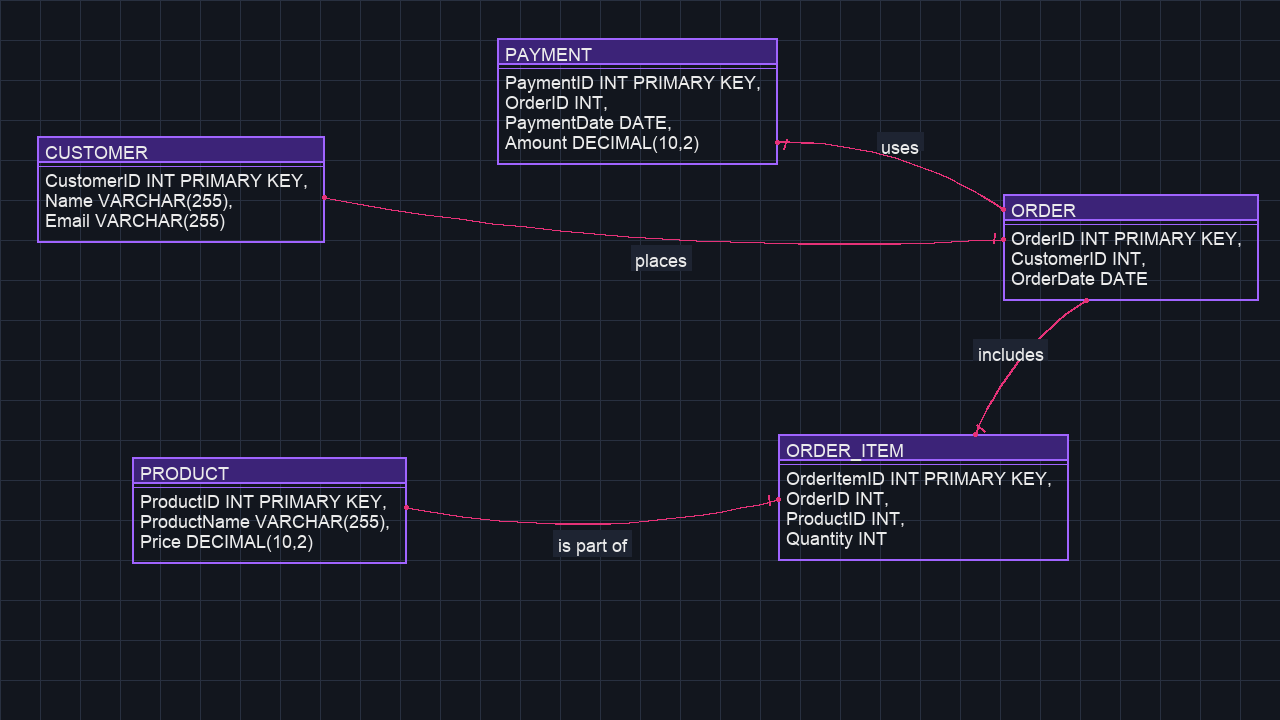 PAYMENT
PaymentID INT PRIMARY KEY,
OrderID INT,
PaymentDate DATE,
Amount DECIMAL(10,2)
CUSTOMER
CustomerID INT PRIMARY KEY,
Name VARCHAR(255),
Email VARCHAR(255)
uses
ORDER
OrderID INT PRIMARY KEY,
CustomerID INT,
OrderDate DATE
places
includes
ORDER_ITEM
OrderItemID INT PRIMARY KEY,
OrderID INT,
ProductID INT,
Quantity INT
PRODUCT
ProductID INT PRIMARY KEY,
ProductName VARCHAR(255),
Price DECIMAL(10,2)
is part of